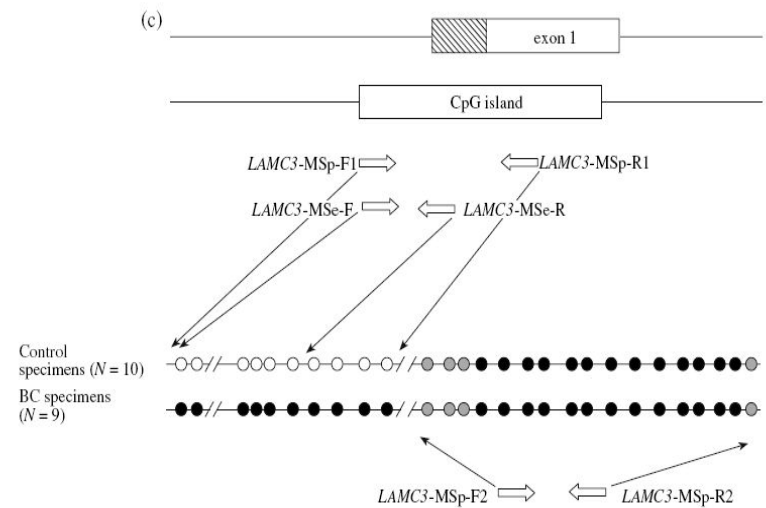 (c)
exon 1
CpG island
LAMC3-MSp-F1
LAMC3-MSp-R1
LAMC3-MSe-F
LAMC3-MSe-R
Control
specimens (N = 10)
BC specimens
(N = 9)
LAMC3-MSp-F2
LAMC3-MSp-R2